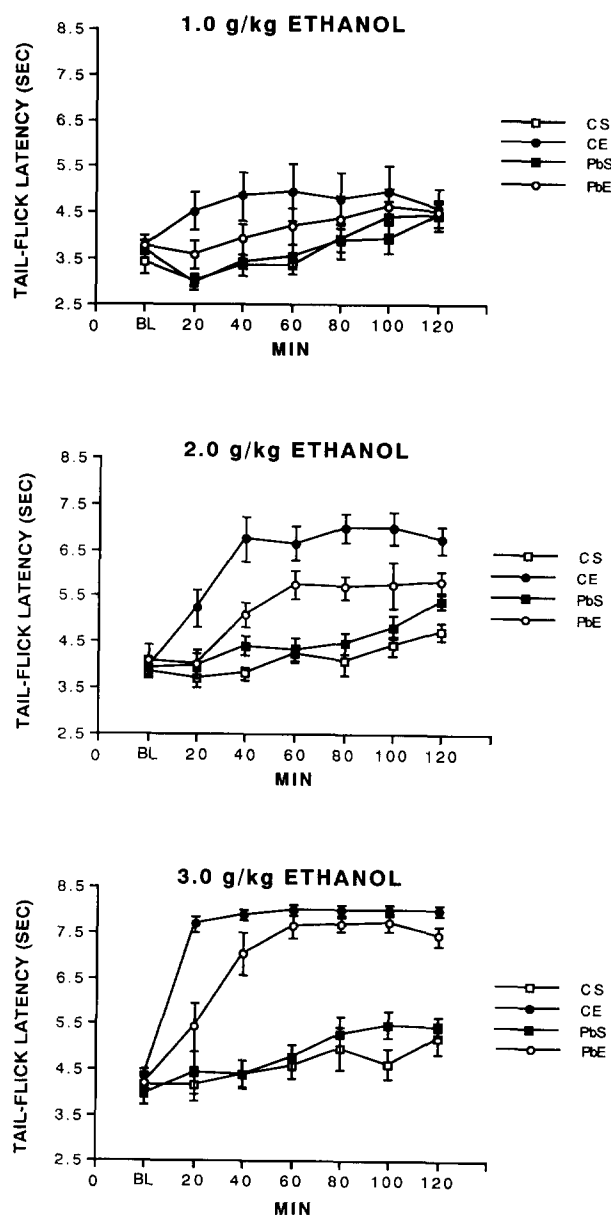 1.0 g/kg ETHANOL
TAIL-FLICK LATENCY (SEC)
8.5
7.5
6.5
5.5
4.5
3.5
2.5
0 BL 20 40 60 80 100 120
MIN
CS
CE
PbS
PbE
2.0 g/kg ETHANOL
TAIL-FLICK LATENCY (SEC)
8.5
7.5
6.5
5.5
4.5
3.5
2.5
0 BL 20 40 60 80 100 120
MIN
CS
CE
PbS
PbE
3.0 g/kg ETHANOL
TAIL-FLICK LATENCY (SEC)
8.5
7.5
6.5
5.5
4.5
3.5
2.5
0 BL 20 40 60 80 100 120
MIN
CS
CE
PbS
PbE